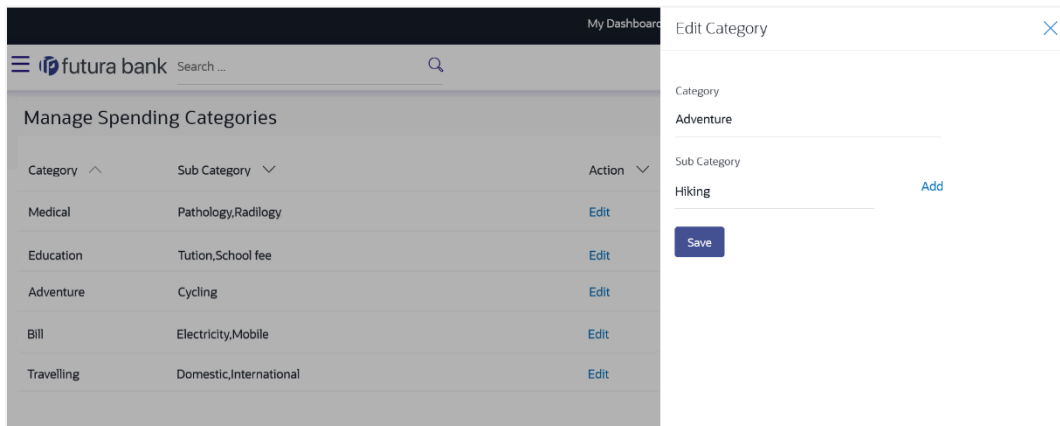 My Dashboard
futura bank Search ...
Manage Spending Categories
Category Sub Category Action
Medical Pathology,Radilogy Edit
Education Tution,School fee Edit
Adventure Cycling Edit
Bill Electricity,Mobile Edit
Travelling Domestic,International Edit
Edit Category
Category
Adventure
Sub Category
Hiking Add
Save